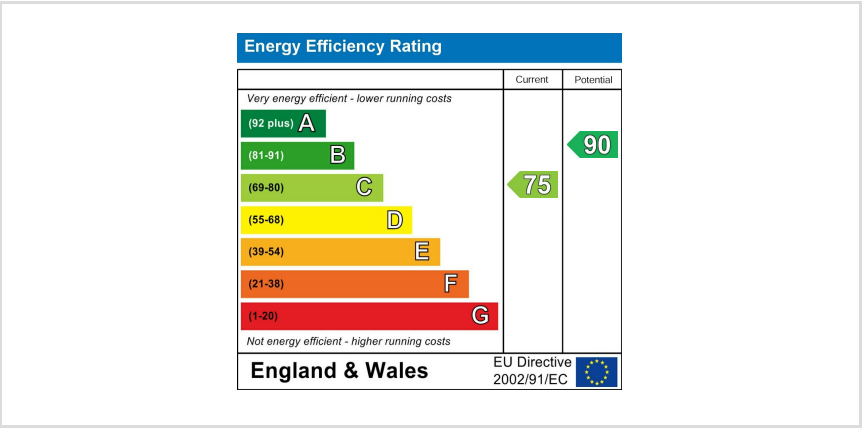 Energy Efficiency Rating
Current Potential
Very energy efficient - lower running costs
(92 plus) A
(81-91) B
90
(69-80) C
75
(55-68) D
(39-54) E
(21-38) F
(1-20) G
Not energy efficient - higher running costs
England & Wales
EU Directive
2002/91/EC